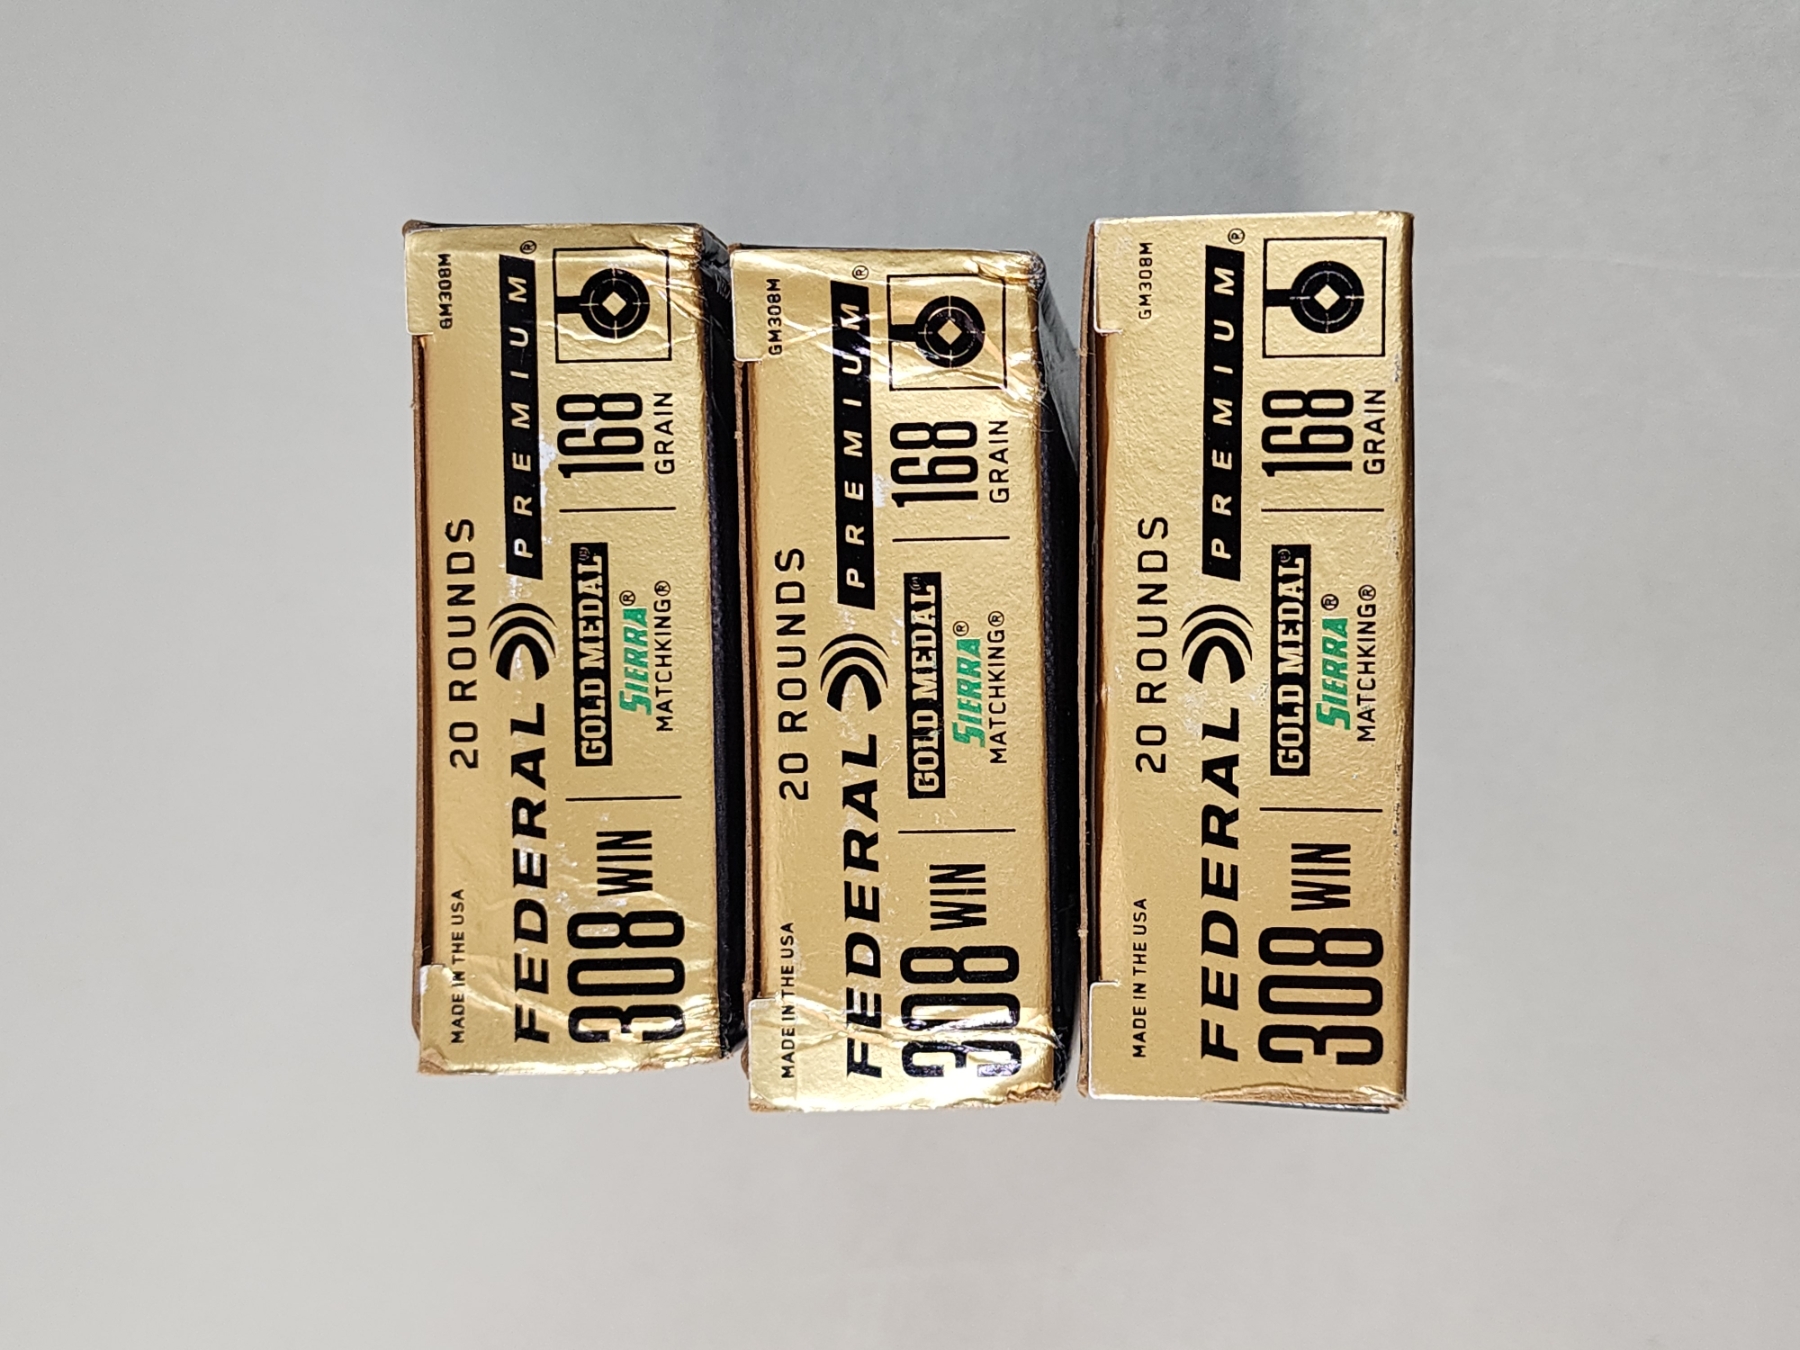 MADE IN THE USA 20 ROUNDS GM308M
FEDERAL PREMIUM®
308 WIN GOLD MEDAL® 168
SIERRA® GRAIN
MATCHKING®
MADE IN THE USA 20 ROUNDS GM308M
FEDERAL PREMIUM®
308 WIN GOLD MEDAL® 168
SIERRA® GRAIN
MATCHKING®
MADE IN THE USA 20 ROUNDS GM308M
FEDERAL PREMIUM®
308 WIN GOLD MEDAL® 168
SIERRA® GRAIN
MATCHKING®